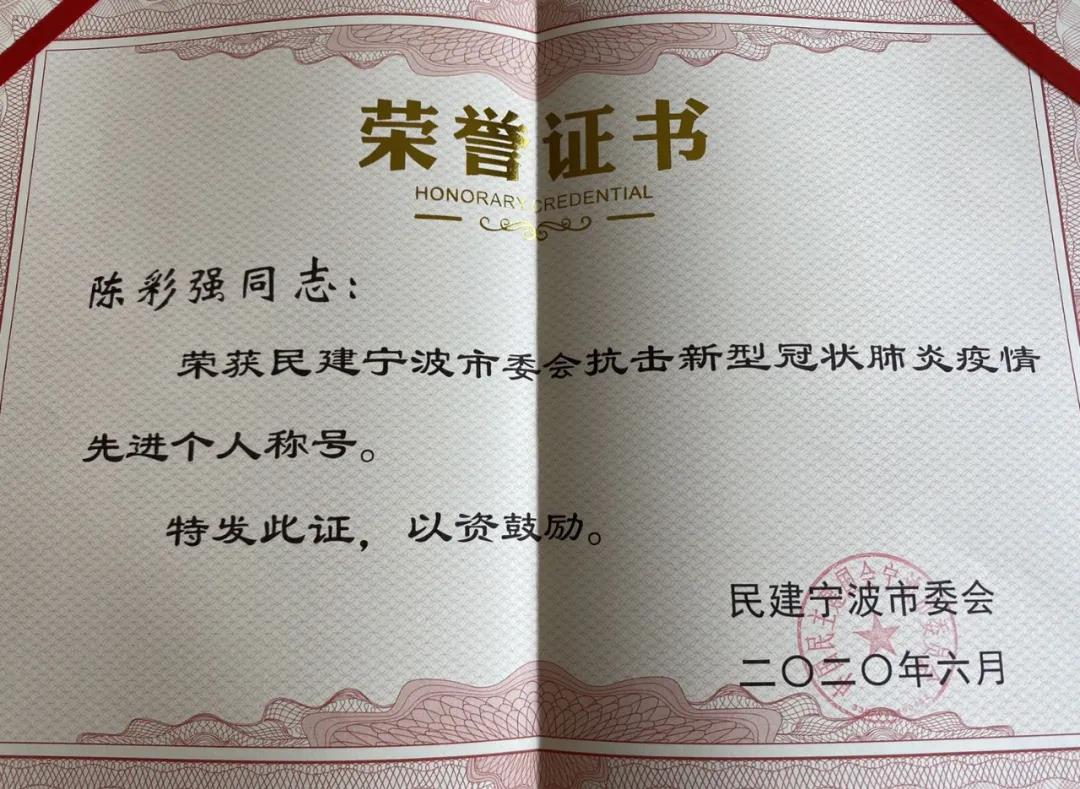 荣誉证书
HONORARY CREDENTIAL
陈彩强同志：
荣获民建宁波市委会抗击新型冠状肺炎疫情
先进个人称号。
特发此证，以资鼓励。
民建宁波市委会
二〇二〇年六月